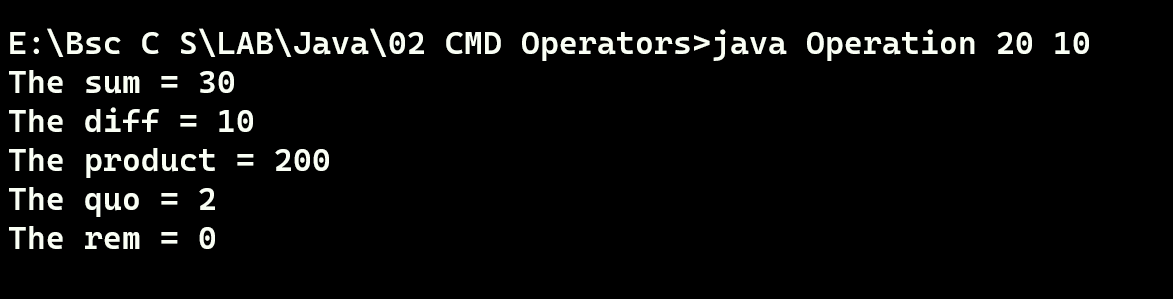 E:\Bsc C S\LAB\Java\02 CMD Operators>java Operation 20 10
The sum = 30
The diff = 10
The product = 200
The quo = 2
The rem = 0